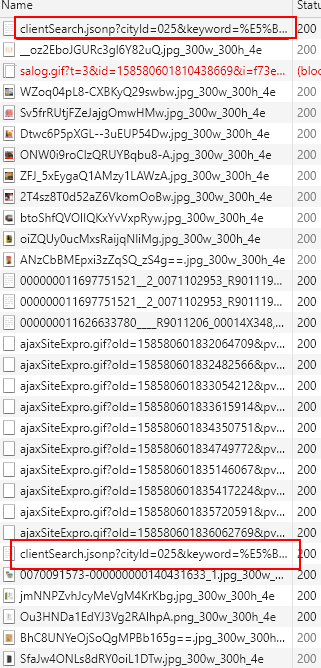 Name
Status
clientSearch.jsonp?cityId=025&keyword=%E5%B...
200
__oz2EboJGURc3gl6Y82uQ.jpg_300w_300h_4e
200
salog.gif?t=3&id=158580601810438669&i=f73e...
(bloc
WZoq04pL8-CXBKyQ29swbw.jpg_300w_300h_4e
200
Sv5frRUtjFZeJajgOmwHMw.jpg_300w_300h_4e
200
Dtwc6P5pXGL--3uEUP54Dw.jpg_300w_300h_4e
200
ONW0i9roClzQRUYBqbu8-A.jpg_300w_300h_4e
200
ZFJ_5xEygaQ1AMzy1LAWzA.jpg_300w_300h_4e
200
2T4sz8T0d52aZ6VkomOoBw.jpg_300w_300h_4e
200
btoShfQVOIIQKxYvVxpRyw.jpg_300w_300h_4e
200
oiZQUy0ucMxsRaijqNliMg.jpg_300w_300h_4e
200
ANzCbBMEpxi3zZqSQ_zS4g==.jpg_300w_300h_4e
200
000000011697751521__2_0071102953_R901119...
200
000000011697751521__2_0071102953_R901119...
200
000000011626633780____R9011206_00014X348,...
200
ajaxSiteExpro.gif?oId=158580601832064709&pv...
200
ajaxSiteExpro.gif?oId=158580601832482566&pv...
200
ajaxSiteExpro.gif?oId=158580601833054212&pv...
200
ajaxSiteExpro.gif?oId=158580601833615914&pv...
200
ajaxSiteExpro.gif?oId=158580601834350751&pv...
200
ajaxSiteExpro.gif?oId=158580601834749772&pv...
200
ajaxSiteExpro.gif?oId=158580601835146067&pv...
200
ajaxSiteExpro.gif?oId=158580601835417224&pv...
200
ajaxSiteExpro.gif?oId=158580601835720591&pv...
200
ajaxSiteExpro.gif?oId=158580601836062769&pv...
200
clientSearch.jsonp?cityId=025&keyword=%E5%B...
200
0070091573-000000000140431633_1.jpg_300w_...
200
jmNNPZvhJcyMeVgM4KrKbg.jpg_300w_300h_4e
200
Ou3HNDa1EdYJ3Vg2RAIhpA.png_300w_300h_4e
200
BhC8UNYeOjSoQgMPBb165g==.jpg_300w_300h...
200
SfaJw4ONLs8dRY0oiL1DTw.jpg_300w_300h_4e
200